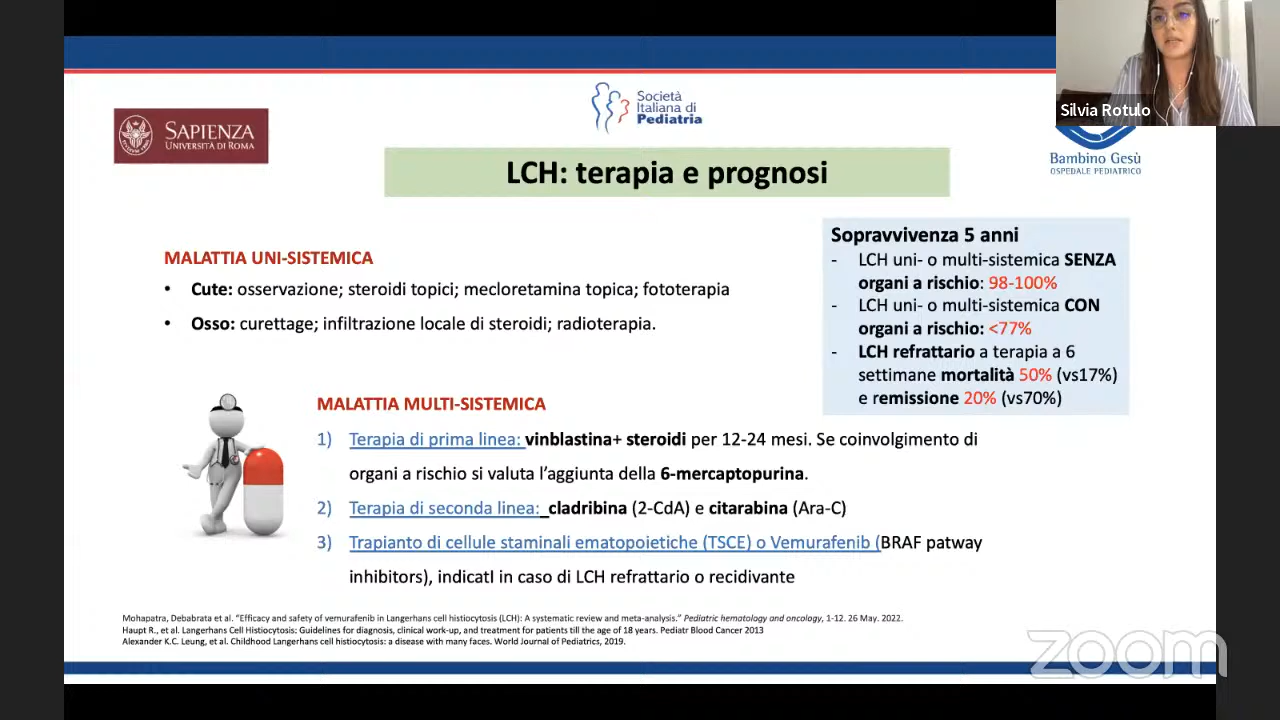 Silvia Rotulo
SAPIENZA
UNIVERSITÀ DI ROMA
Società
Italiana di
Pediatria
Bambino Gesù
OSPEDALE PEDIATRICO
LCH: terapia e prognosi
MALATTIA UNI-SISTEMICA
• Cute: osservazione; steroidi topici; mecloretamina topica; fototerapia
• Osso: curettage; infiltrazione locale di steroidi; radioterapia.
Sopravvivenza 5 anni
- LCH uni- o multi-sistemica SENZA
organi a rischio: 98-100%
- LCH uni- o multi-sistemica CON
organi a rischio: <77%
- LCH refrattario a terapia a 6
settimane mortalità 50% (vs17%)
e remissione 20% (vs70%)
MALATTIA MULTI-SISTEMICA
1) Terapia di prima linea: vinblastina+ steroidi per 12-24 mesi. Se coinvolgimento di
organi a rischio si valuta l'aggiunta della 6-mercaptopurina.
2) Terapia di seconda linea: cladribina (2-CdA) e citarabina (Ara-C)
3) Trapianto di cellule staminali ematopoietiche (TSCE) o Vemurafenib (BRAF patway
inhibitors), indicatI in caso di LCH refrattario o recidivante
Mohapatra, Debabrata et al. "Efficacy and safety of vemurafenib in Langerhans cell histiocytosis (LCH): A systematic review and meta-analysis." Pediatric hematology and oncology, 1-12. 26 May. 2022.
Haupt R., et al. Langerhans Cell Histiocytosis: Guidelines for diagnosis, clinical work-up, and treatment for patients till the age of 18 years. Pediatr Blood Cancer 2013
Alexander K.C. Leung, et al. Childhood Langerhans cell histiocytosis: a disease with many faces. World Journal of Pediatrics, 2019.
zoom